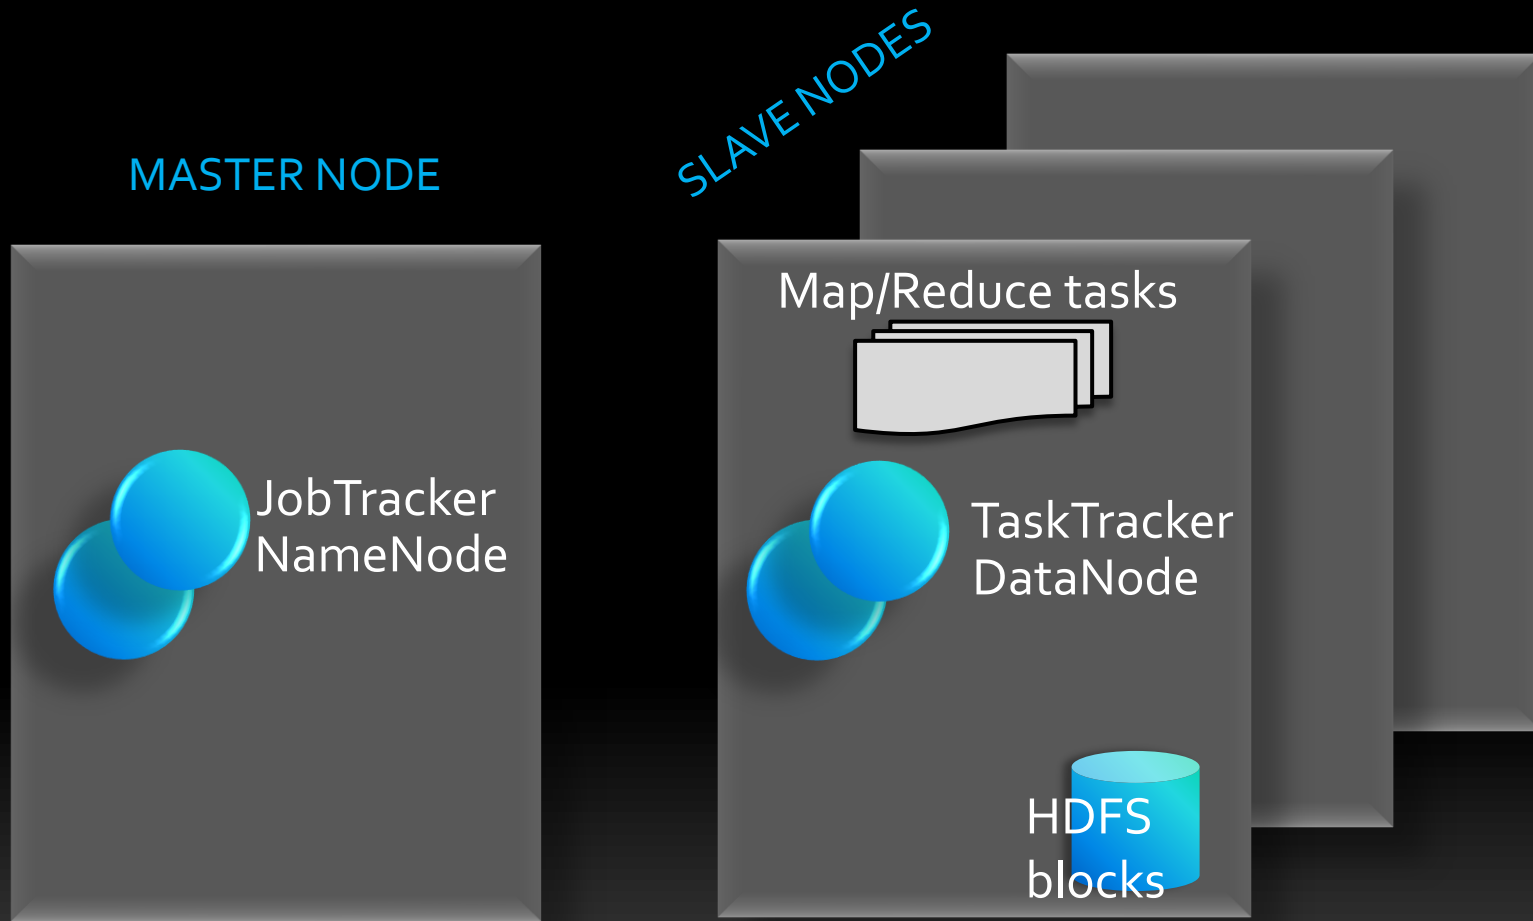 MASTER NODE
SLAVE NODES
JobTracker
NameNode
Map/Reduce tasks
TaskTracker
DataNode
HDFS
blocks